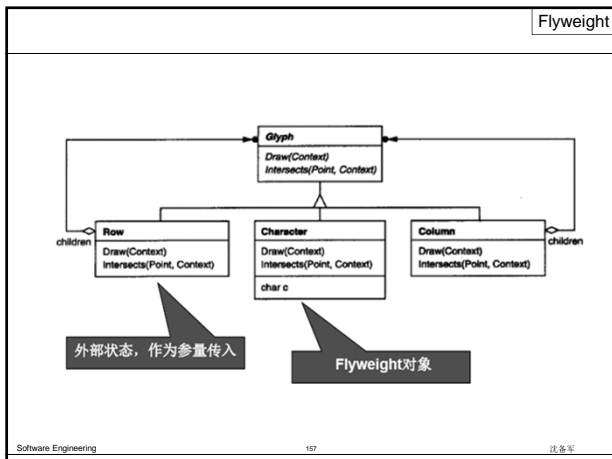 Flyweight
Glyph
Draw(Context)
Intersects(Point, Context)
Row
Draw(Context)
Intersects(Point, Context)
children
Character
Draw(Context)
Intersects(Point, Context)
char c
Column
Draw(Context)
Intersects(Point, Context)
children
外部状态，作为参量传入
Flyweight对象
Software Engineering
157
沈备军